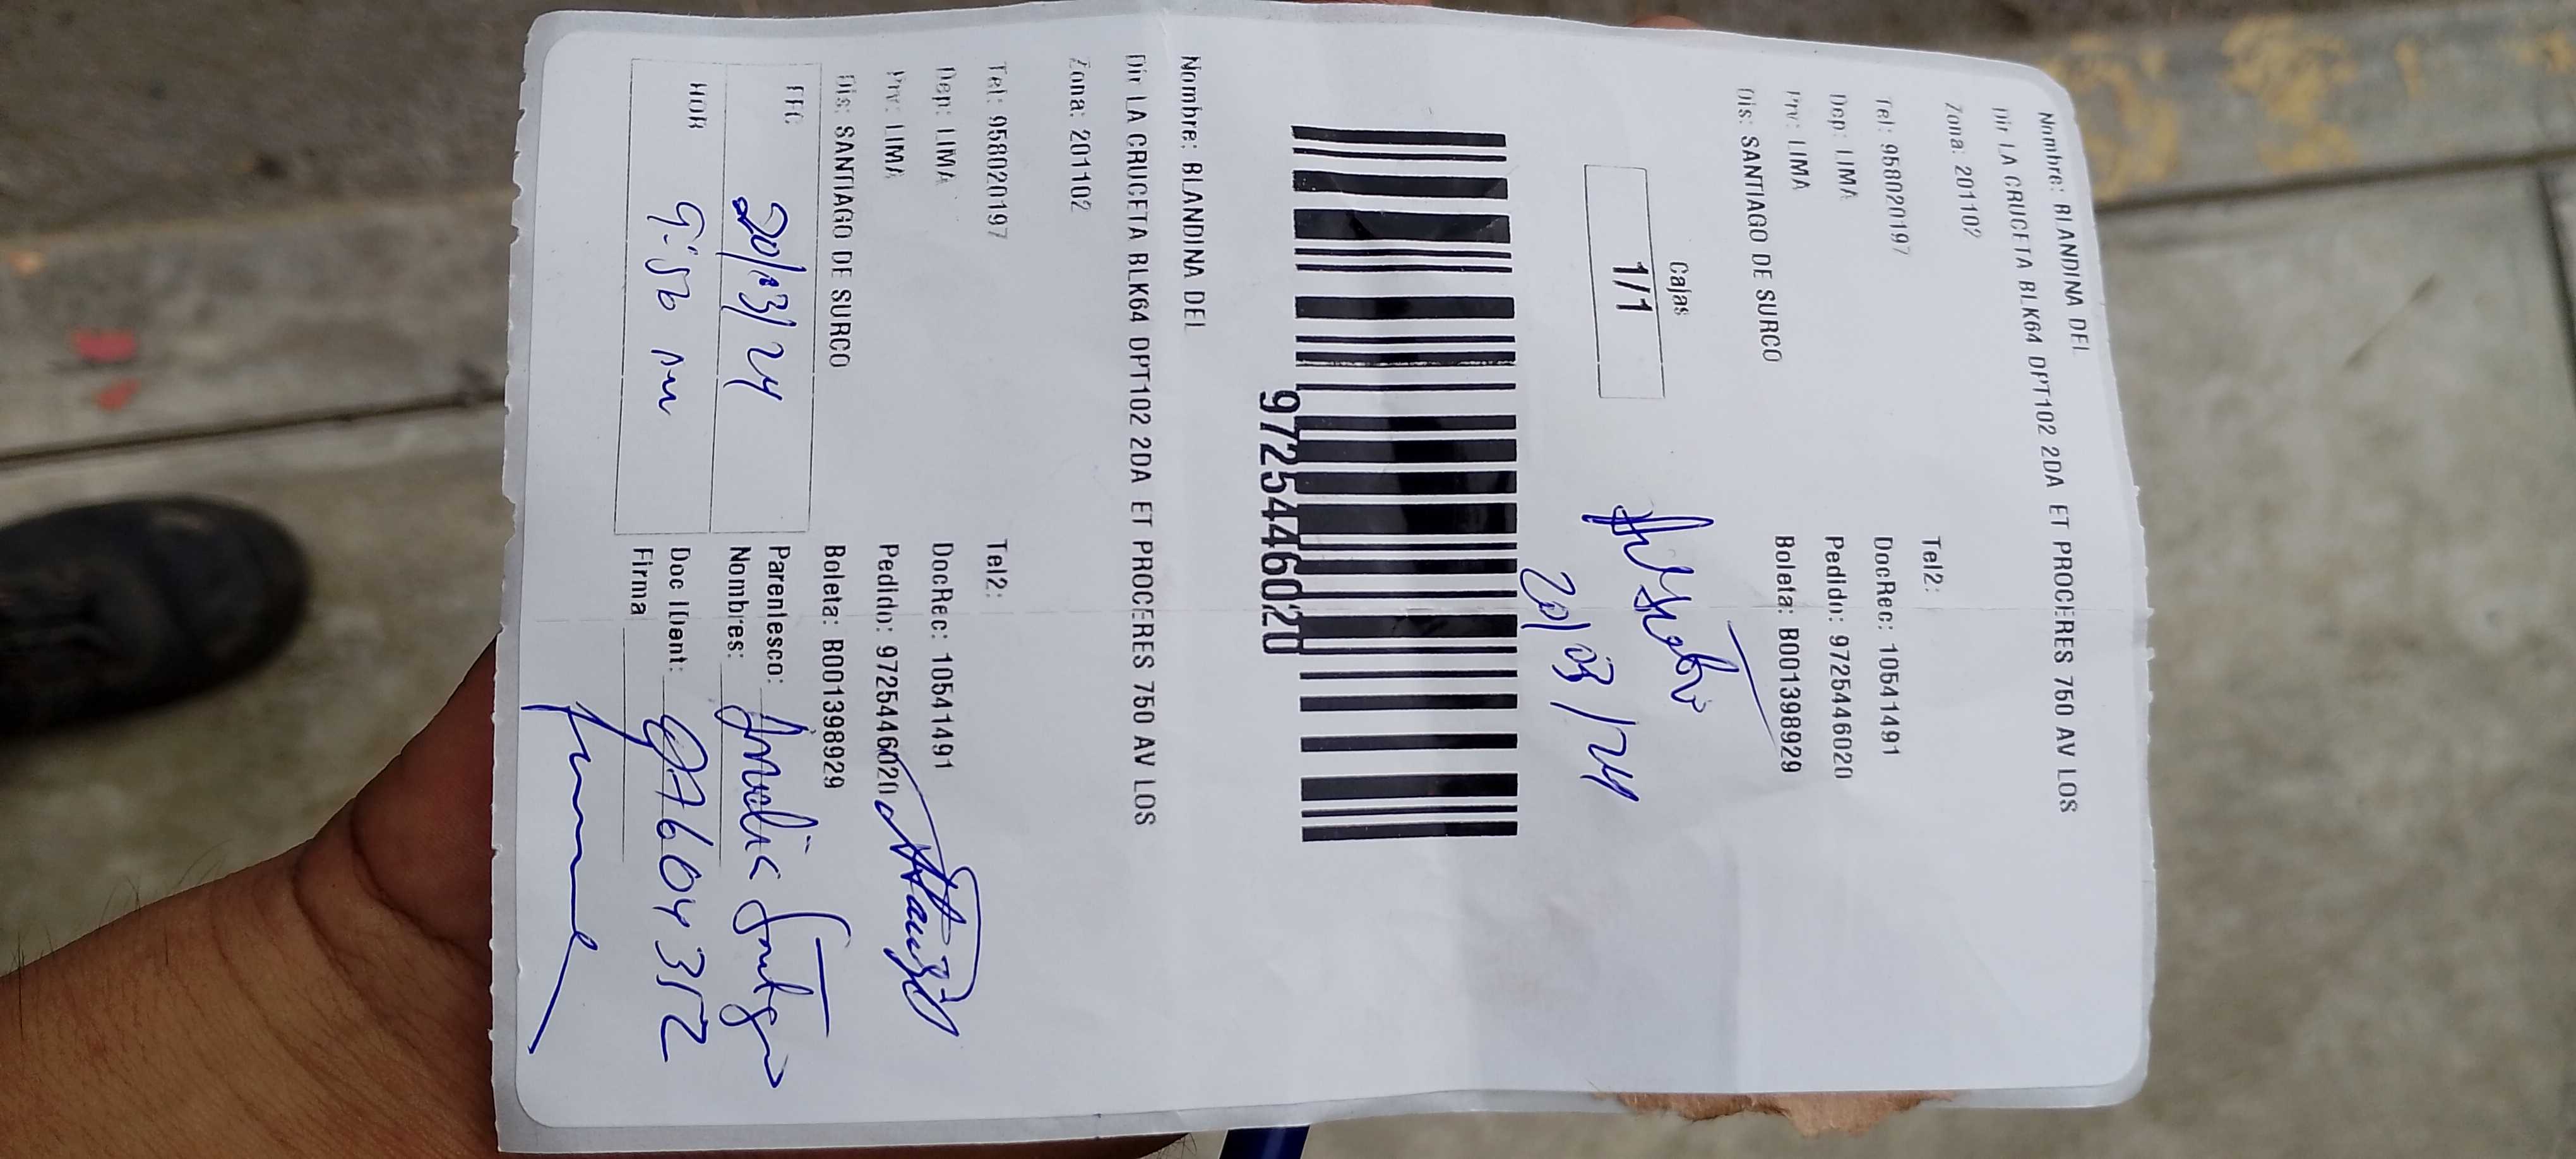 Nombre: BLANDINA DEL
Dir LA CRUCETA BLK64 DPT102 2DA ET PROCERES 750 AV LOS
Zona: 201102
Tel: 958020197 Tel2:
Dep: LIMA DocRec: 10541491
Prv: LIMA Pedido: 9725446020
Dis: SANTIAGO DE SURCO Boleta: B001398929
Cajas
1/1
20/03/24
9725446020
Nombre: BLANDINA DEL
Dir LA CRUCETA BLK64 DPT102 2DA ET PROCERES 750 AV LOS
Zona: 201102
Tel: 958020197 Tel2:
Dep: LIMA DocRec: 10541491
Prv: LIMA Pedido: 9725446020
Dis: SANTIAGO DE SURCO Boleta: B001398929
FEC 20/03/24 Parentesco:
Nombres:
HOR 9:56 am Doc IDent:
Firma